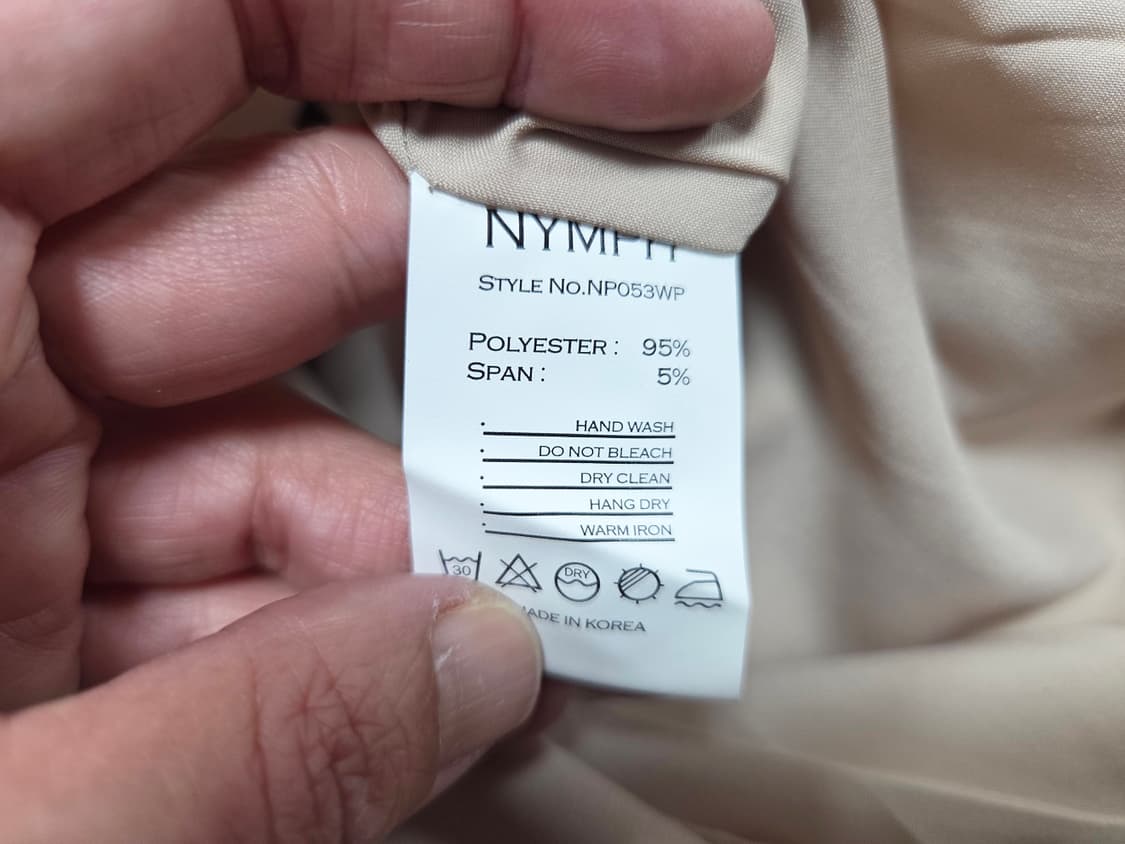 NYMPH
STYLE NO.NP053WP
POLYESTER : 95%
SPAN : 5%
HAND WASH
DO NOT BLEACH
DRY CLEAN
HANG DRY
WARM IRON
30 DRY
MADE IN KOREA